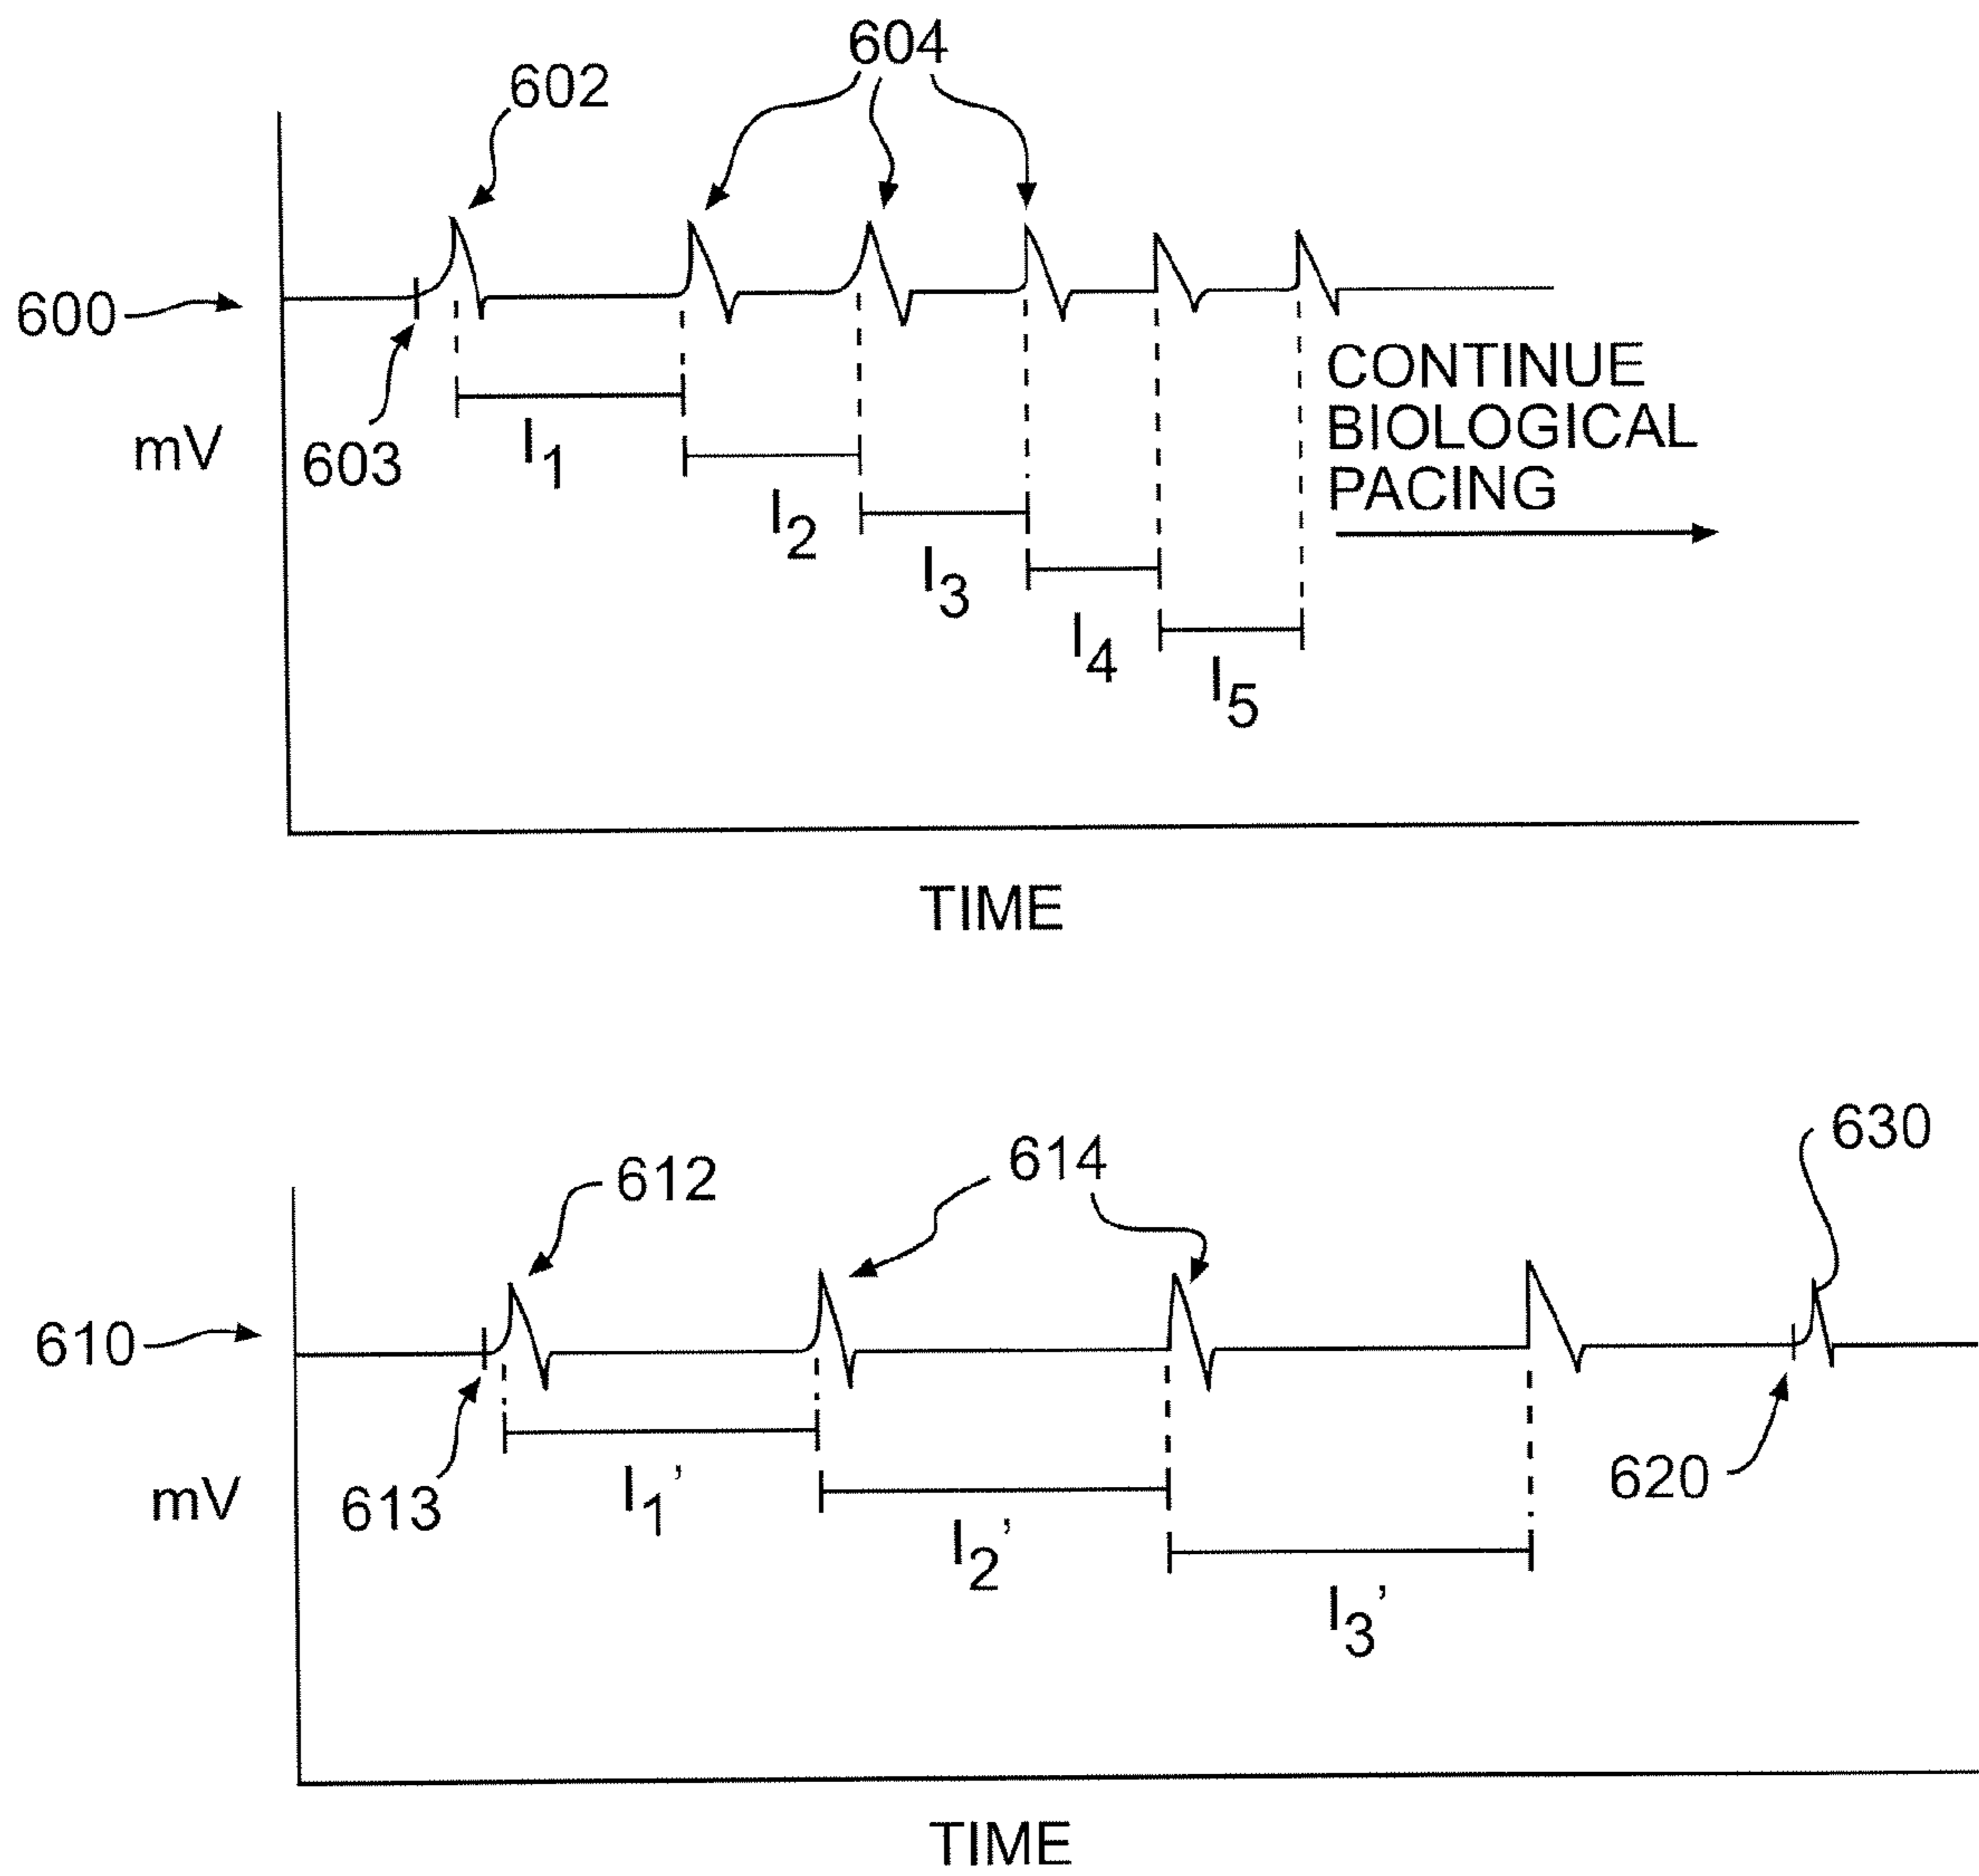 604
602
600
mV
603
I1
I2
I3
I4
I5
CONTINUE
BIOLOGICAL
PACING
TIME
630
614
612
610
mV
613
620
I1’
I2’
I3’
TIME